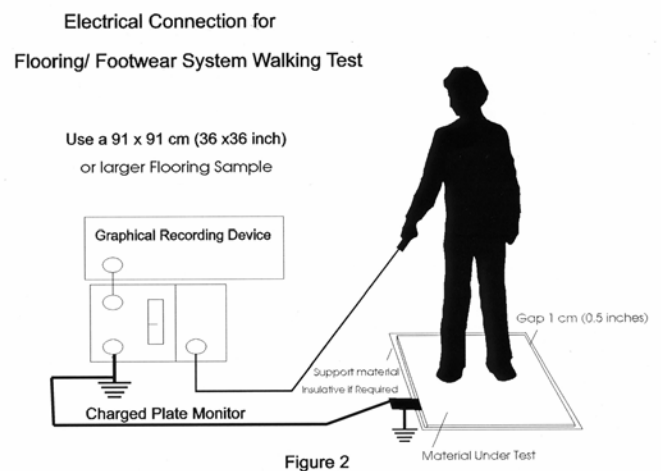 Electrical Connection for
Flooring/ Footwear System Walking Test
Use a 91 x 91 cm (36 x36 inch)
or larger Flooring Sample
Graphical Recording Device
Gap 1 cm (0.5 inches)
Support material
Insulative if Required
Charged Plate Monitor
Material Under Test
Figure 2